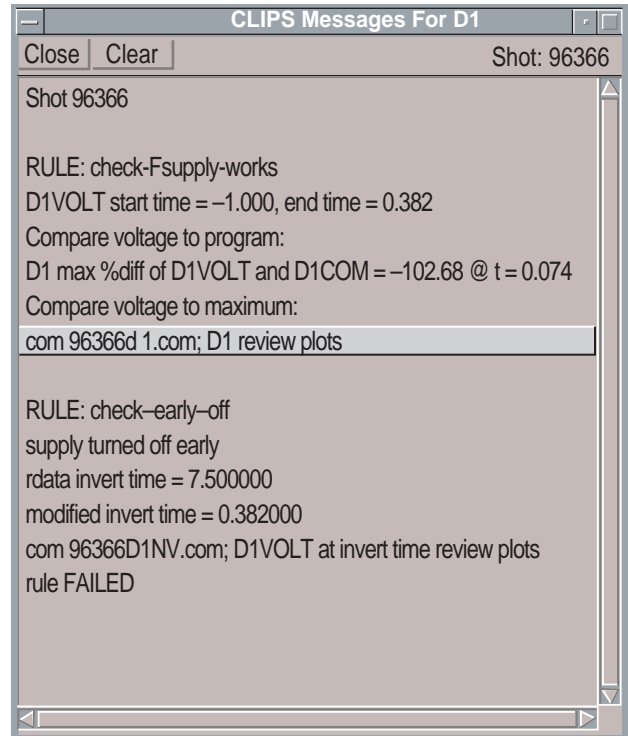 CLIPS Messages For D1
Close Clear Shot: 96366
Shot 96366
RULE: check-Fsupply-works
D1VOLT start time = –1.000, end time = 0.382
Compare voltage to program:
D1 max %diff of D1VOLT and D1COM = –102.68 @ t = 0.074
Compare voltage to maximum:
com 96366d 1.com; D1 review plots
RULE: check–early–off
supply turned off early
rdata invert time = 7.500000
modified invert time = 0.382000
com 96366D1NV.com; D1VOLT at invert time review plots
rule FAILED